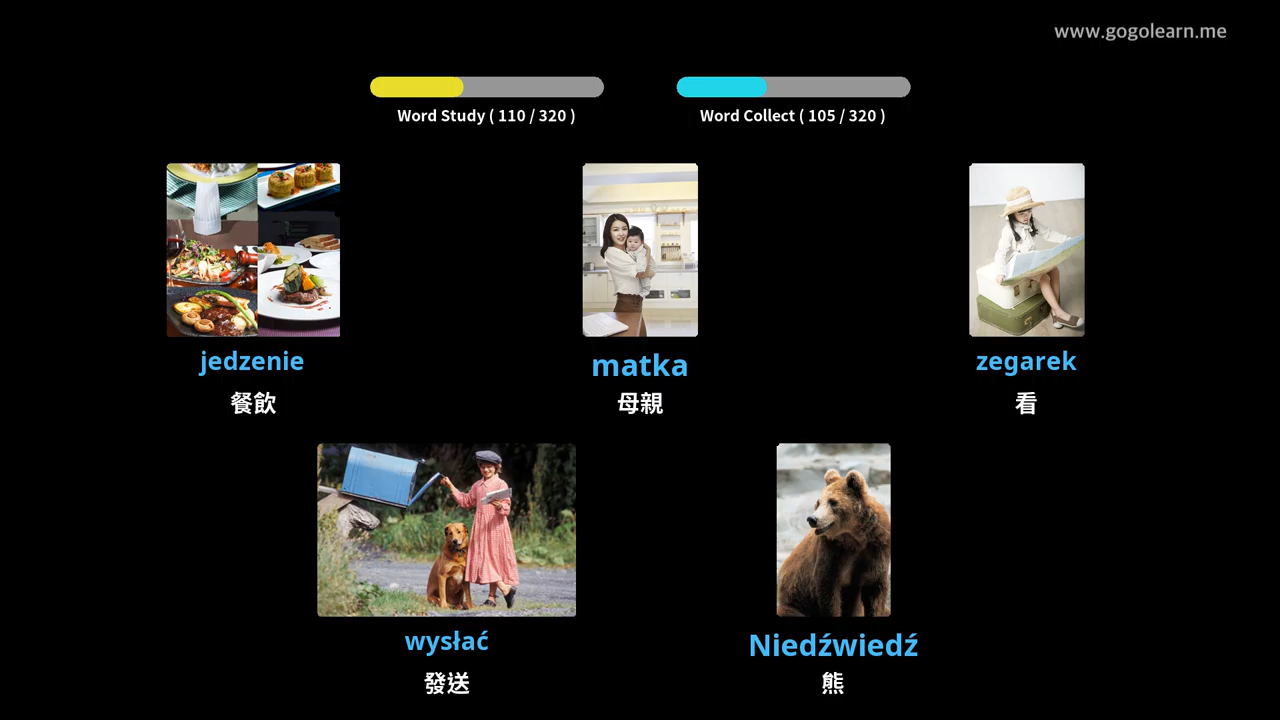 www.gogolearn.me
Word Study ( 110 / 320 )
Word Collect ( 105 / 320 )
jedzenie
餐飲
matka
母親
zegarek
看
wysłać
發送
Niedźwiedź
熊